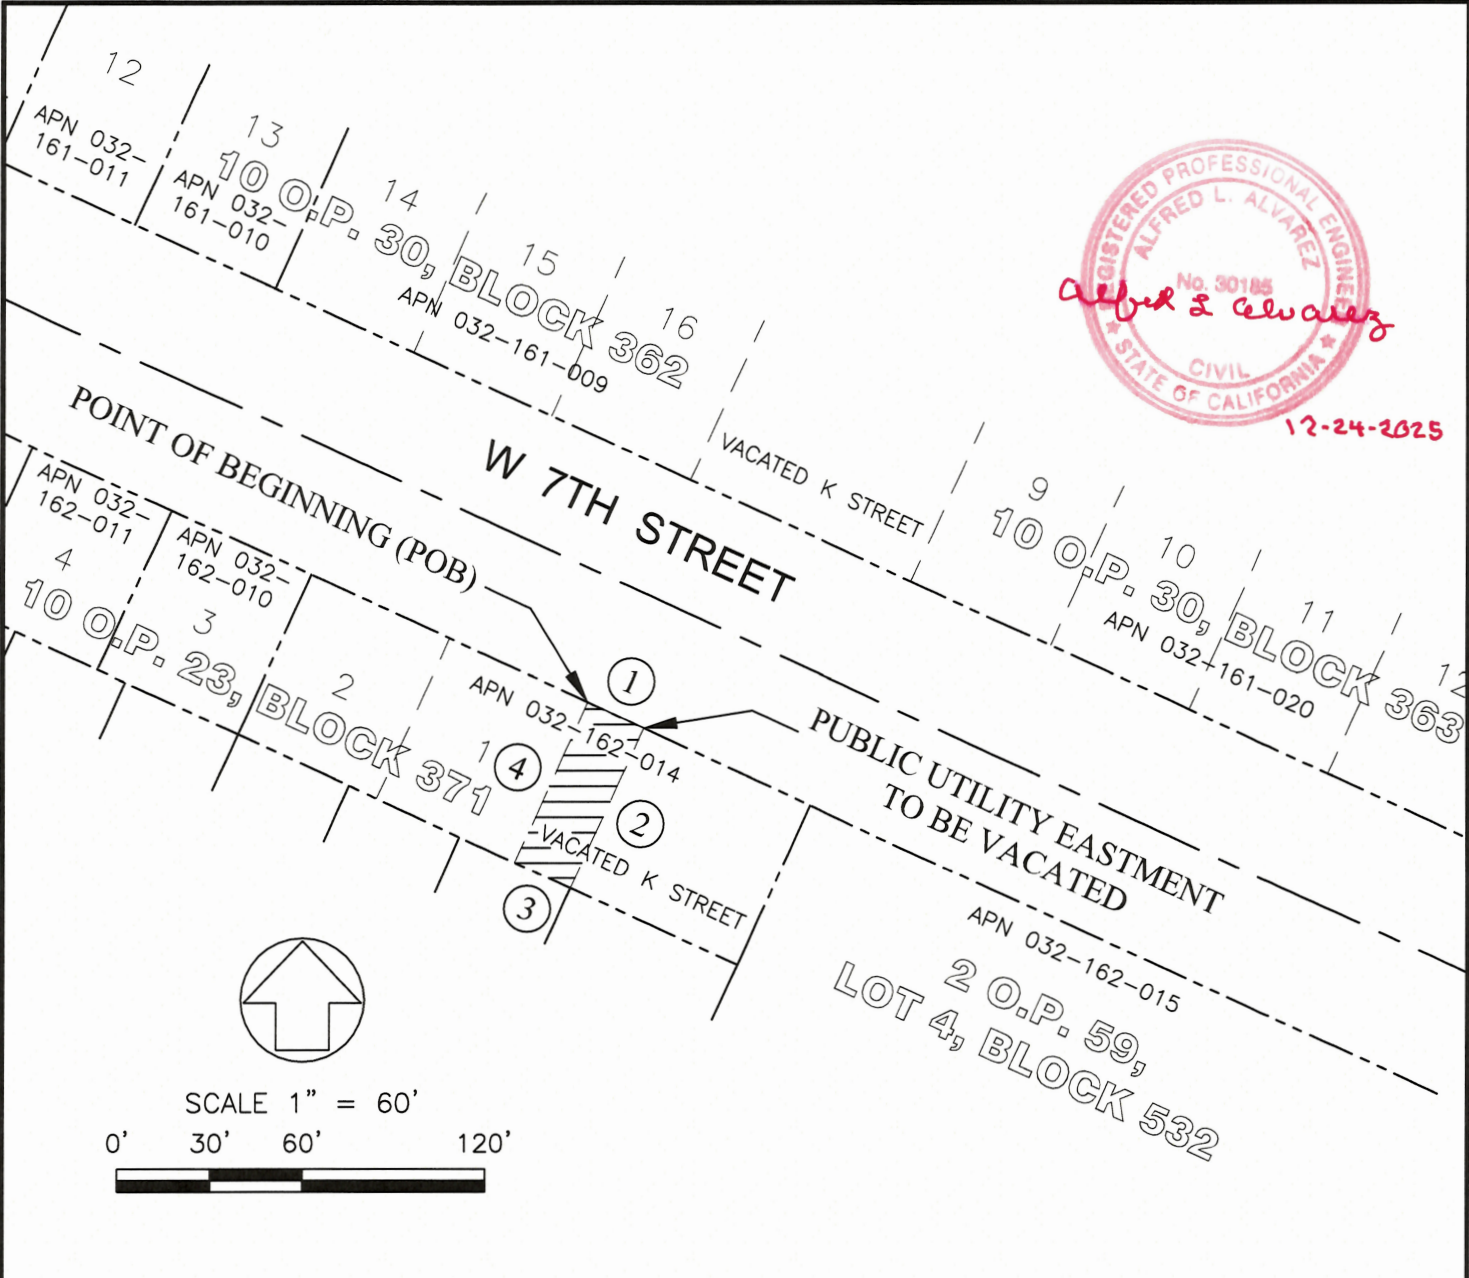 12
APN 032-
161-011
13
APN 032-
161-010
10 O.P. 30, BLOCK 362
14
15
16
APN 032-161-009
VACATED K STREET
REGISTERED PROFESSIONAL ENGINEER
ALFRED L. ALVAREZ
No. 30185
Alfred L Alvarez
CIVIL
STATE OF CALIFORNIA
12-24-2025
W 7TH STREET
9
10
11
12
10 O.P. 30, BLOCK 363
APN 032-161-020
POINT OF BEGINNING (POB)
APN 032-
162-011
4
APN 032-
162-010
3
10 O.P. 23, BLOCK 371
2
1
APN 032-162-014
1
4
2
3
VACATED K STREET
PUBLIC UTILITY EASTMENT
TO BE VACATED
APN 032-162-015
2 O.P. 59,
LOT 4, BLOCK 532
SCALE 1" = 60'
0' 30' 60' 120'